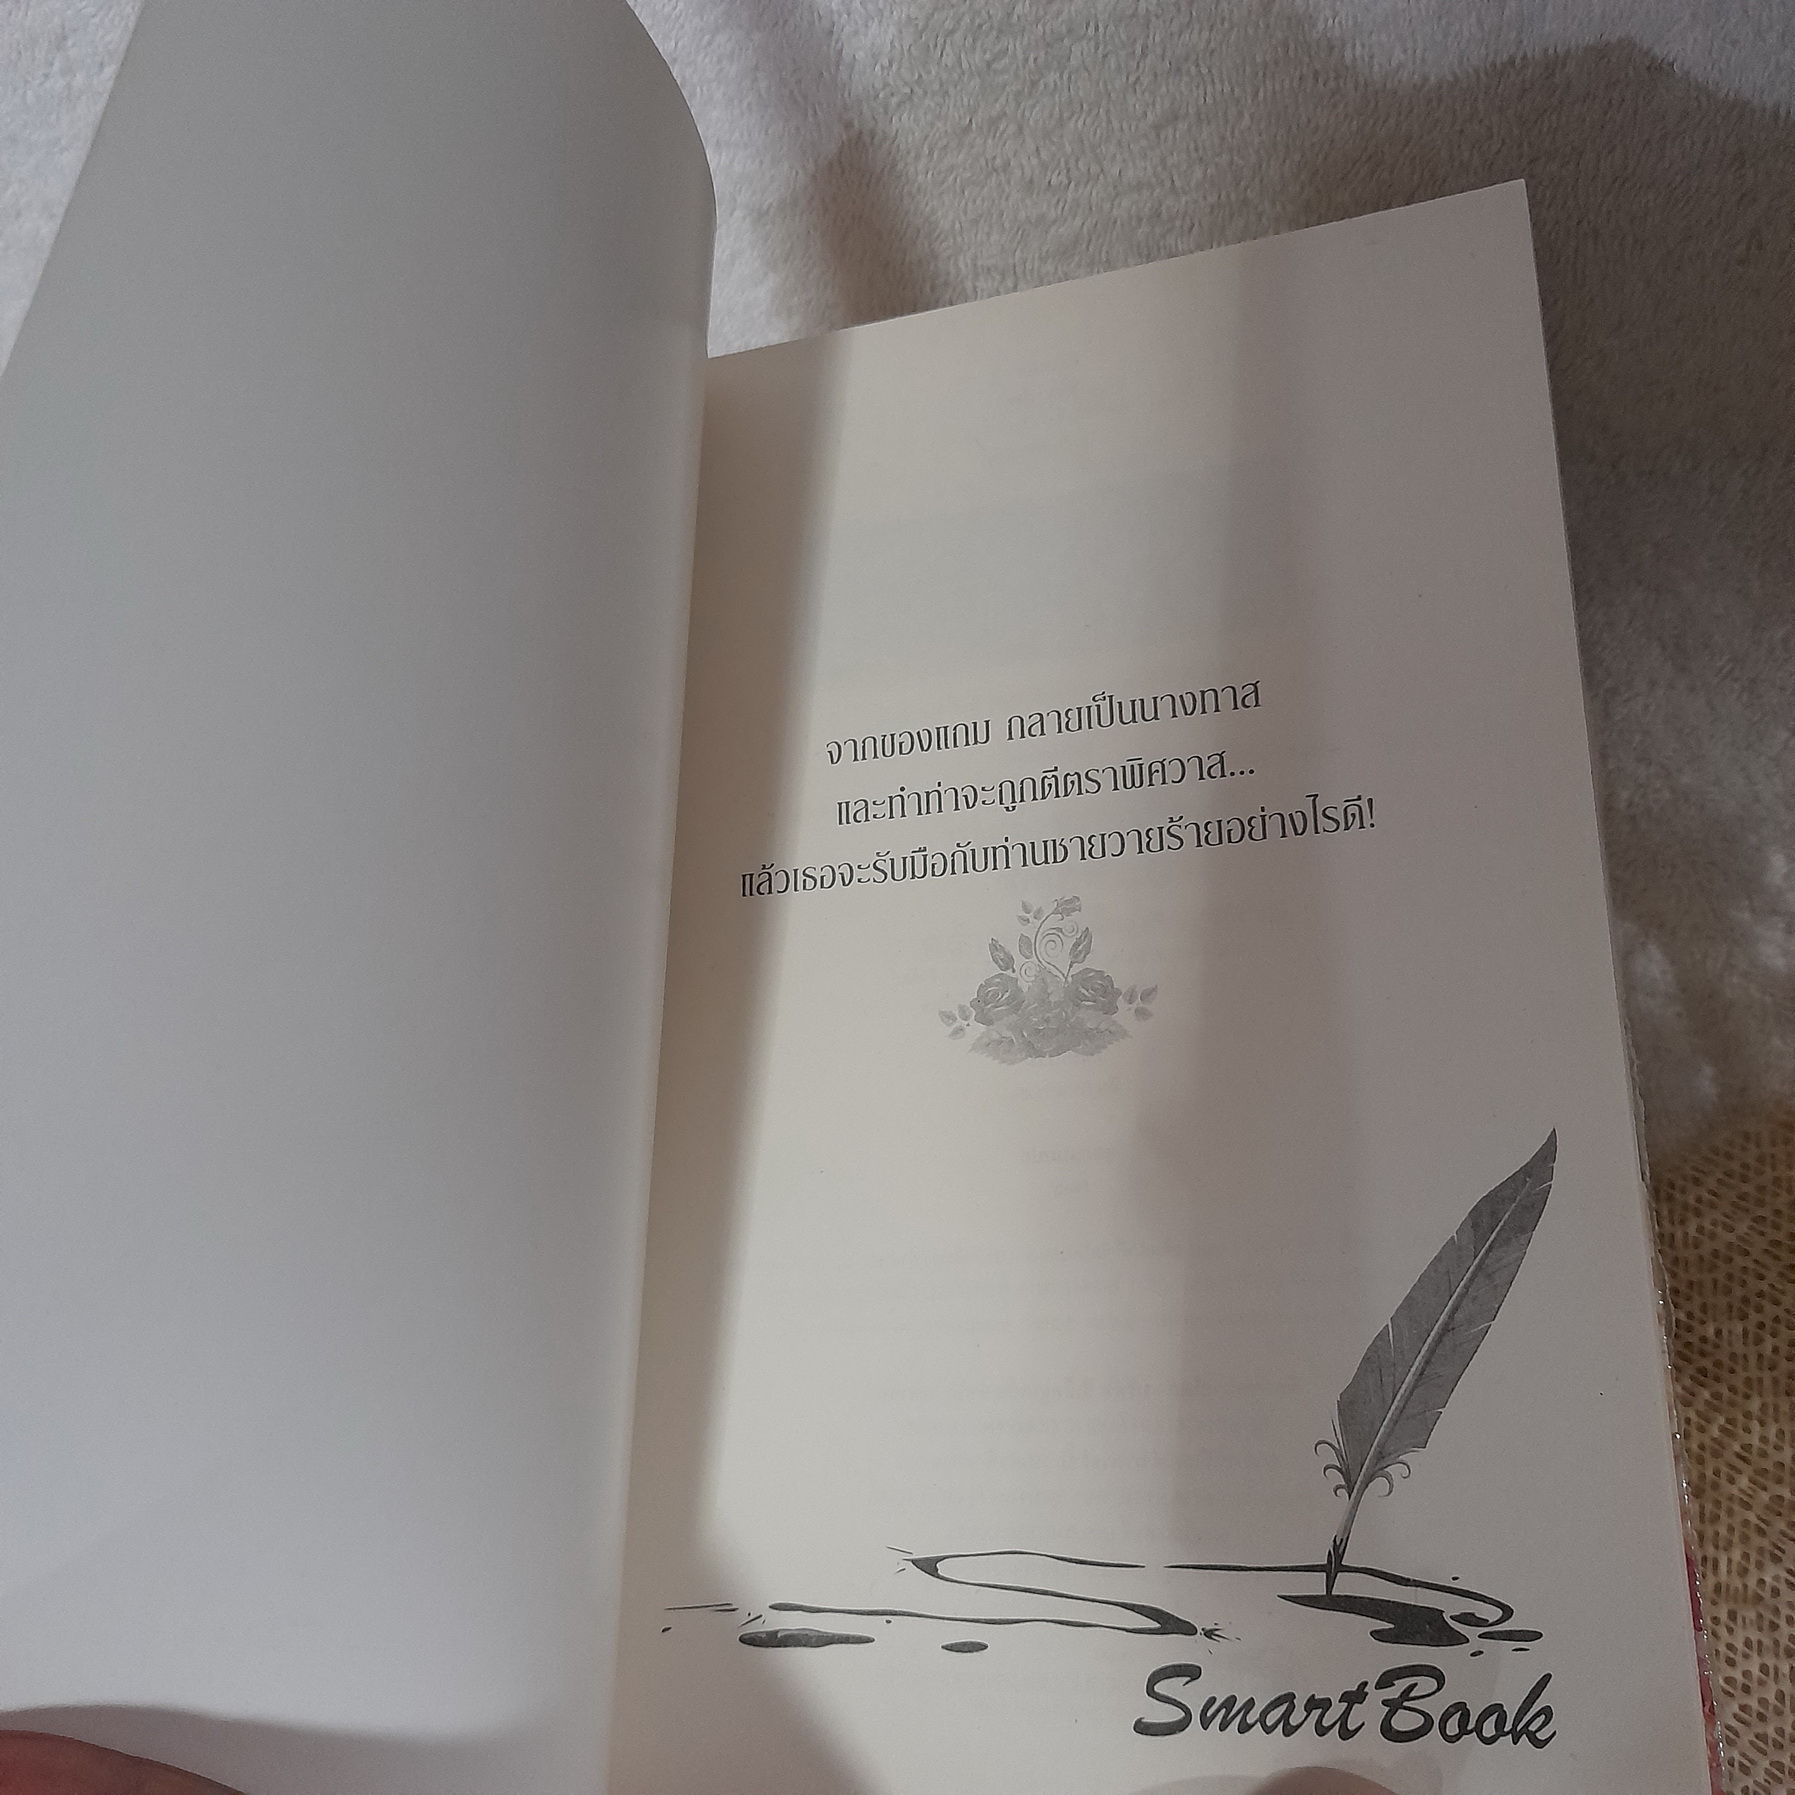 จากของแถม กลายเป็นนางทาส
และทำท่าจะถูกตีตราพิศวาส...
แล้วเธอจะรับมือกับท่านชายวายร้ายอย่างไรดี!
SmartBook